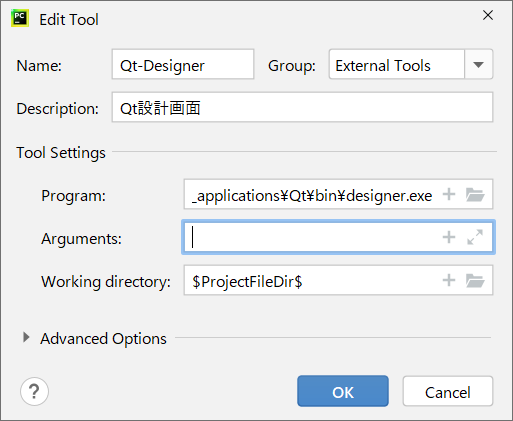 PC
Edit Tool
Name: Qt-Designer Group: External Tools
Description: Qt設計画面
Tool Settings
Program: _applications¥Qt¥bin¥designer.exe
Arguments:
Working directory: $ProjectFileDir$
Advanced Options
? OK Cancel